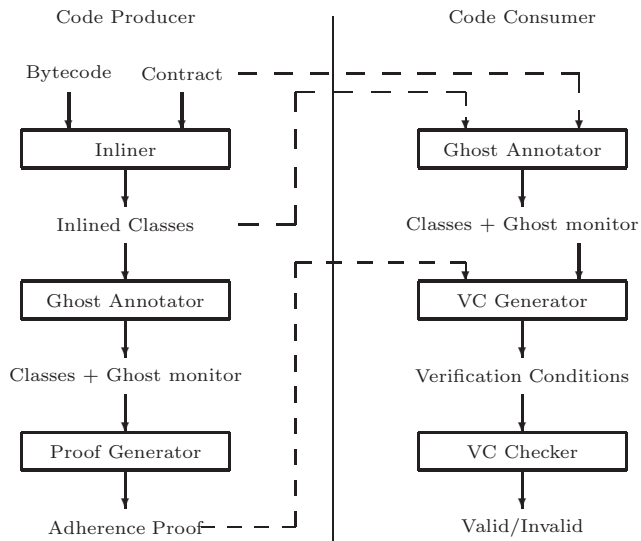 Code Producer
Code Consumer
Bytecode
Contract
Inliner
Ghost Annotator
Inlined Classes
Classes + Ghost monitor
Ghost Annotator
VC Generator
Classes + Ghost monitor
Verification Conditions
Proof Generator
VC Checker
Adherence Proof
Valid/Invalid